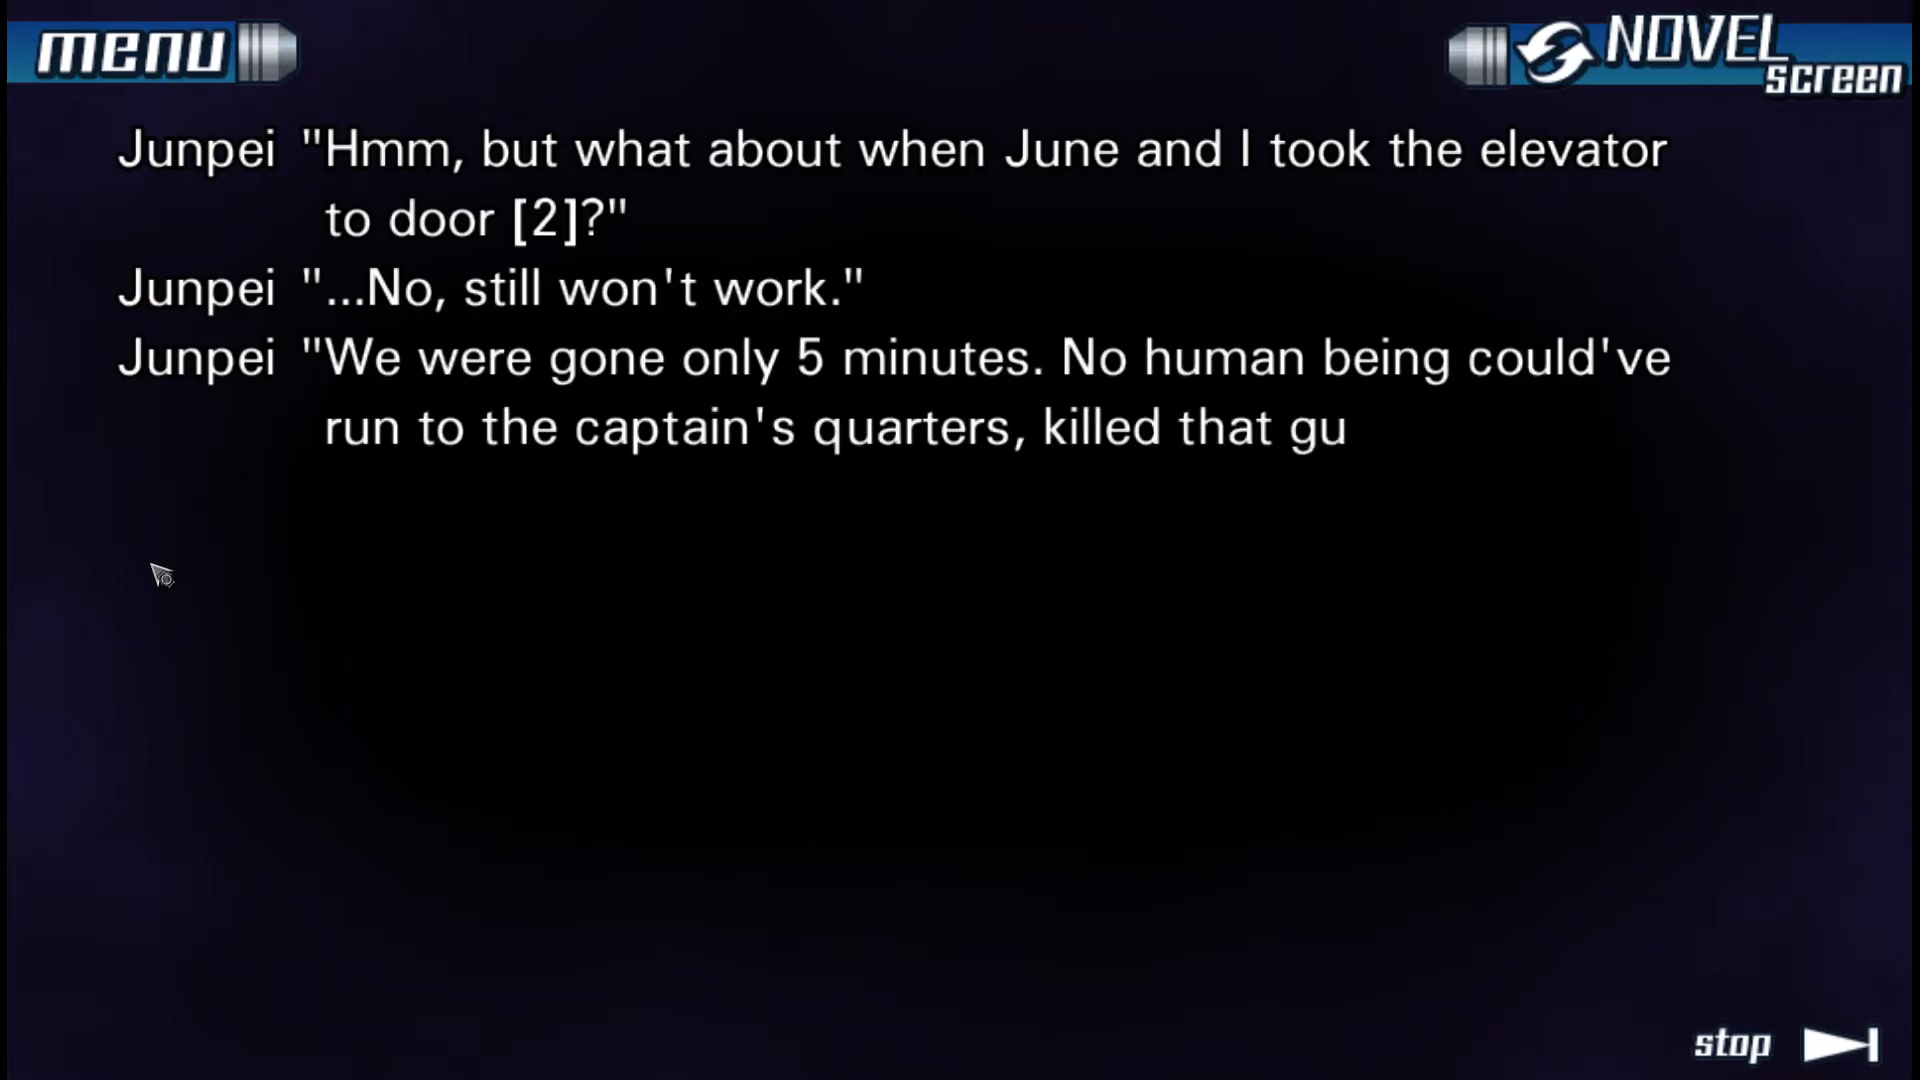 menu
NOVEL
screen
Junpei "Hmm, but what about when June and I took the elevator
to door [2]?"
Junpei "...No, still won't work."
Junpei "We were gone only 5 minutes. No human being could've
run to the captain's quarters, killed that gu
stop